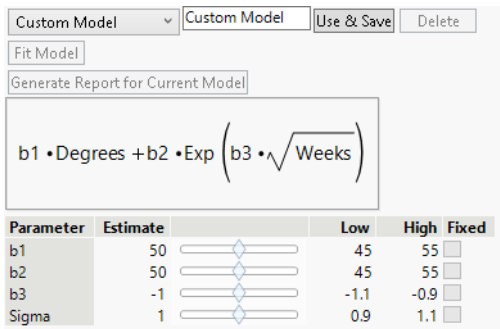 Custom Model Custom Model Use & Save Delete
Fit Model
Generate Report for Current Model
b1 •Degrees +b2 •Exp (b3 •√Weeks)
Parameter Estimate Low High Fixed
b1 50 45 55
b2 50 45 55
b3 -1 -1.1 -0.9
Sigma 1 0.9 1.1